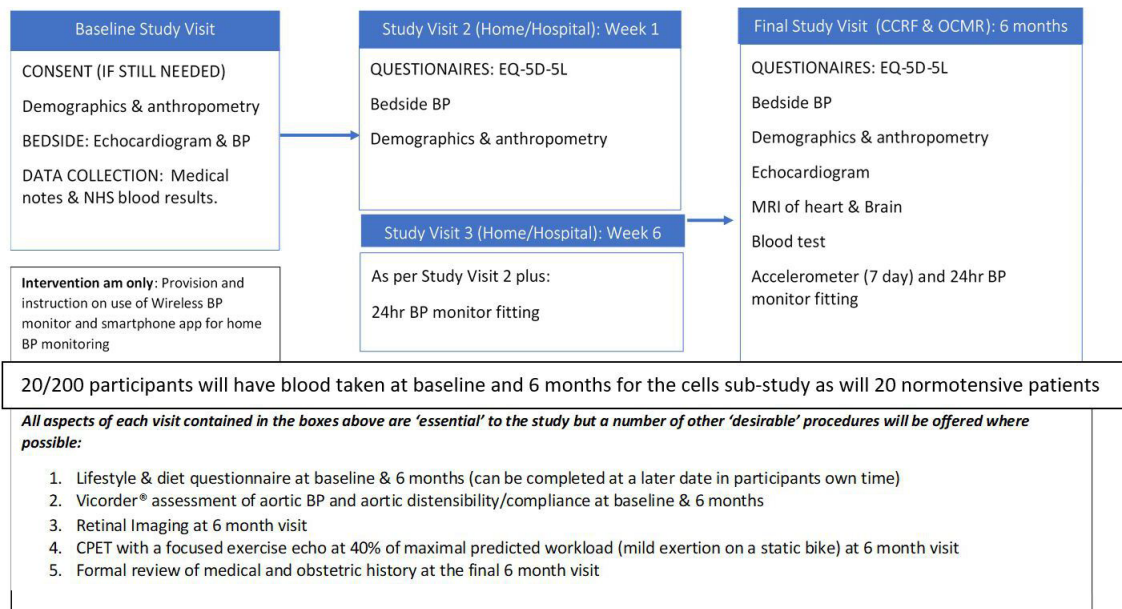 Baseline Study Visit
CONSENT (IF STILL NEEDED)
Demographics & anthropometry
BEDSIDE: Echocardiogram & BP
DATA COLLECTION: Medical
notes & NHS blood results.
Intervention am only: Provision and
instruction on use of Wireless BP
monitor and smartphone app for home
BP monitoring
Study Visit 2 (Home/Hospital): Week 1
QUESTIONAIRES: EQ-5D-5L
Bedside BP
Demographics & anthropometry
Study Visit 3 (Home/Hospital): Week 6
As per Study Visit 2 plus:
24hr BP monitor fitting
Final Study Visit (CCRF & OCMR): 6 months
QUESTIONAIRES: EQ-5D-5L
Bedside BP
Demographics & anthropometry
Echocardiogram
MRI of heart & Brain
Blood test
Accelerometer (7 day) and 24hr BP
monitor fitting
20/200 participants will have blood taken at baseline and 6 months for the cells sub-study as will 20 normotensive patients
All aspects of each visit contained in the boxes above are ‘essential’ to the study but a number of other ‘desirable’ procedures will be offered where
possible:
1. Lifestyle & diet questionnaire at baseline & 6 months (can be completed at a later date in participants own time)
2. Vicorder® assessment of aortic BP and aortic distensibility/compliance at baseline & 6 months
3. Retinal Imaging at 6 month visit
4. CPET with a focused exercise echo at 40% of maximal predicted workload (mild exertion on a static bike) at 6 month visit
5. Formal review of medical and obstetric history at the final 6 month visit